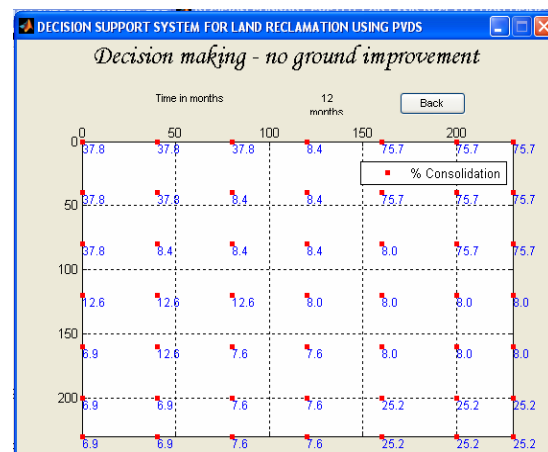 DECISION SUPPORT SYSTEM FOR LAND RECLAMATION USING PVDS
Decision making - no ground improvement
Time in months 12 months Back
0 50 100 150 200
0
37.8 37.8 37.8 8.4 75.7 75.7 75.7
% Consolidation
37.8 37.8 8.4 8.4 75.7 75.7 75.7
50
37.8 8.4 8.4 8.4 8.0 75.7 75.7
100
12.6 12.6 12.6 8.0 8.0 8.0 8.0
150
6.9 12.6 7.6 7.6 8.0 8.0 8.0
200
6.9 6.9 7.6 7.6 25.2 25.2 25.2
6.9 6.9 7.6 7.6 25.2 25.2 25.2